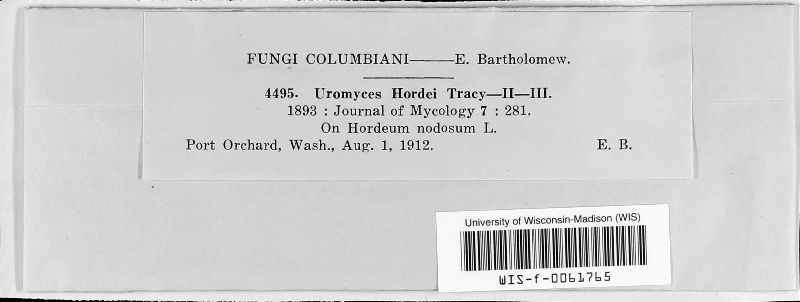 FUNGI COLUMBIANI——E. Bartholomew.
4495. Uromyces Hordei Tracy—II—III.
1893 : Journal of Mycology 7 : 281.
On Hordeum nodosum L.
Port Orchard, Wash., Aug. 1, 1912. E. B.
University of Wisconsin-Madison (WIS)
WIS-f-0061765